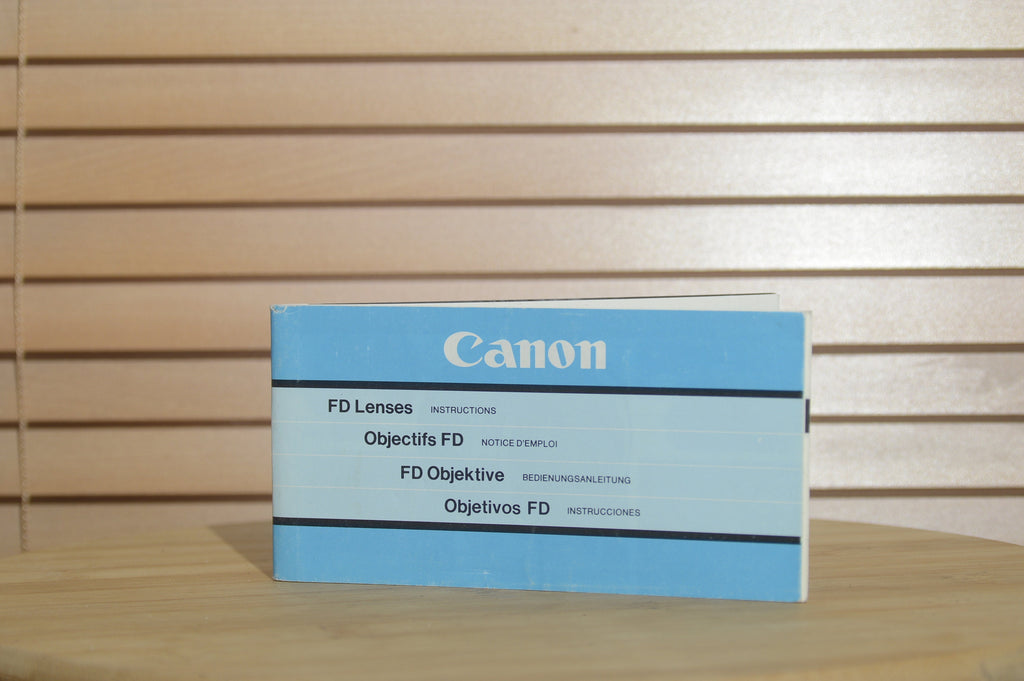 Canon
FD Lenses INSTRUCTIONS
Objectifs FD NOTICE D'EMPLOI
FD Objektive BEDIENUNGSANLEITUNG
Objetivos FD INSTRUCCIONES